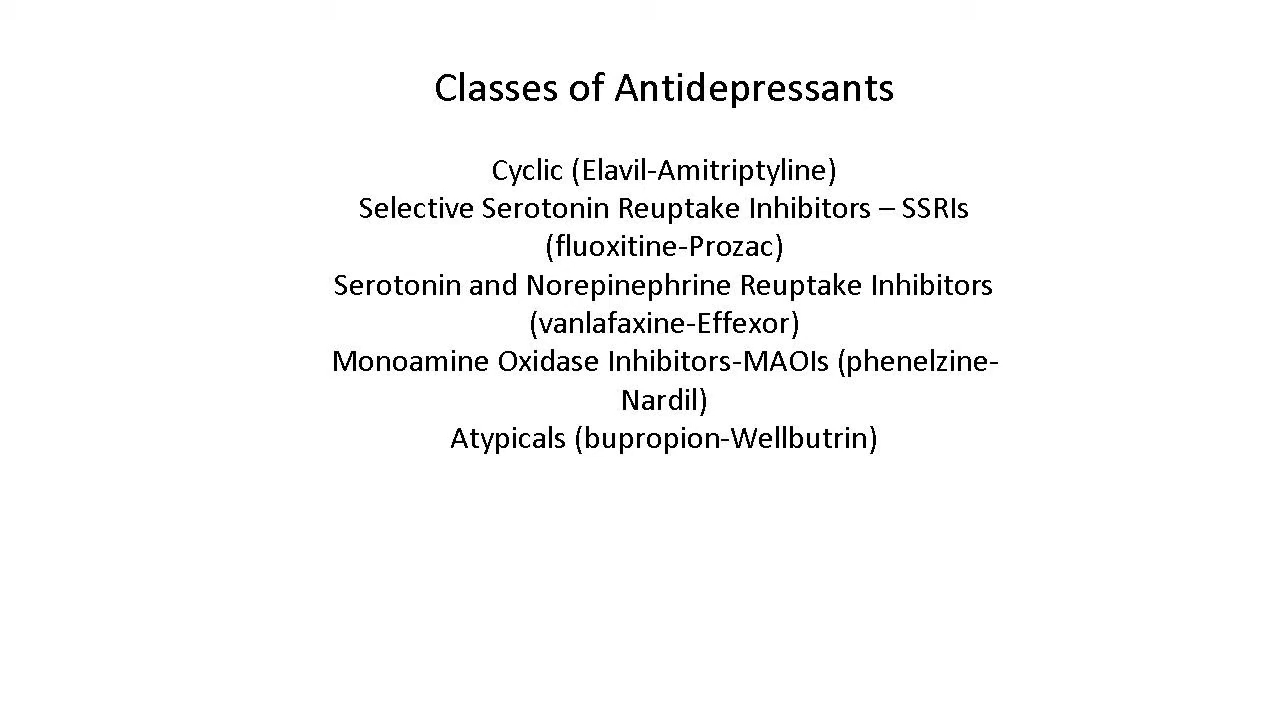 Classes of Antidepressants
Cyclic (Elavil-Amitriptyline)
Selective Serotonin Reuptake Inhibitors – SSRIs
(fluoxitine-Prozac)
Serotonin and Norepinephrine Reuptake Inhibitors
(vanlafaxine-Effexor)
Monoamine Oxidase Inhibitors-MAOIs (phenelzine-
Nardil)
Atypicals (bupropion-Wellbutrin)